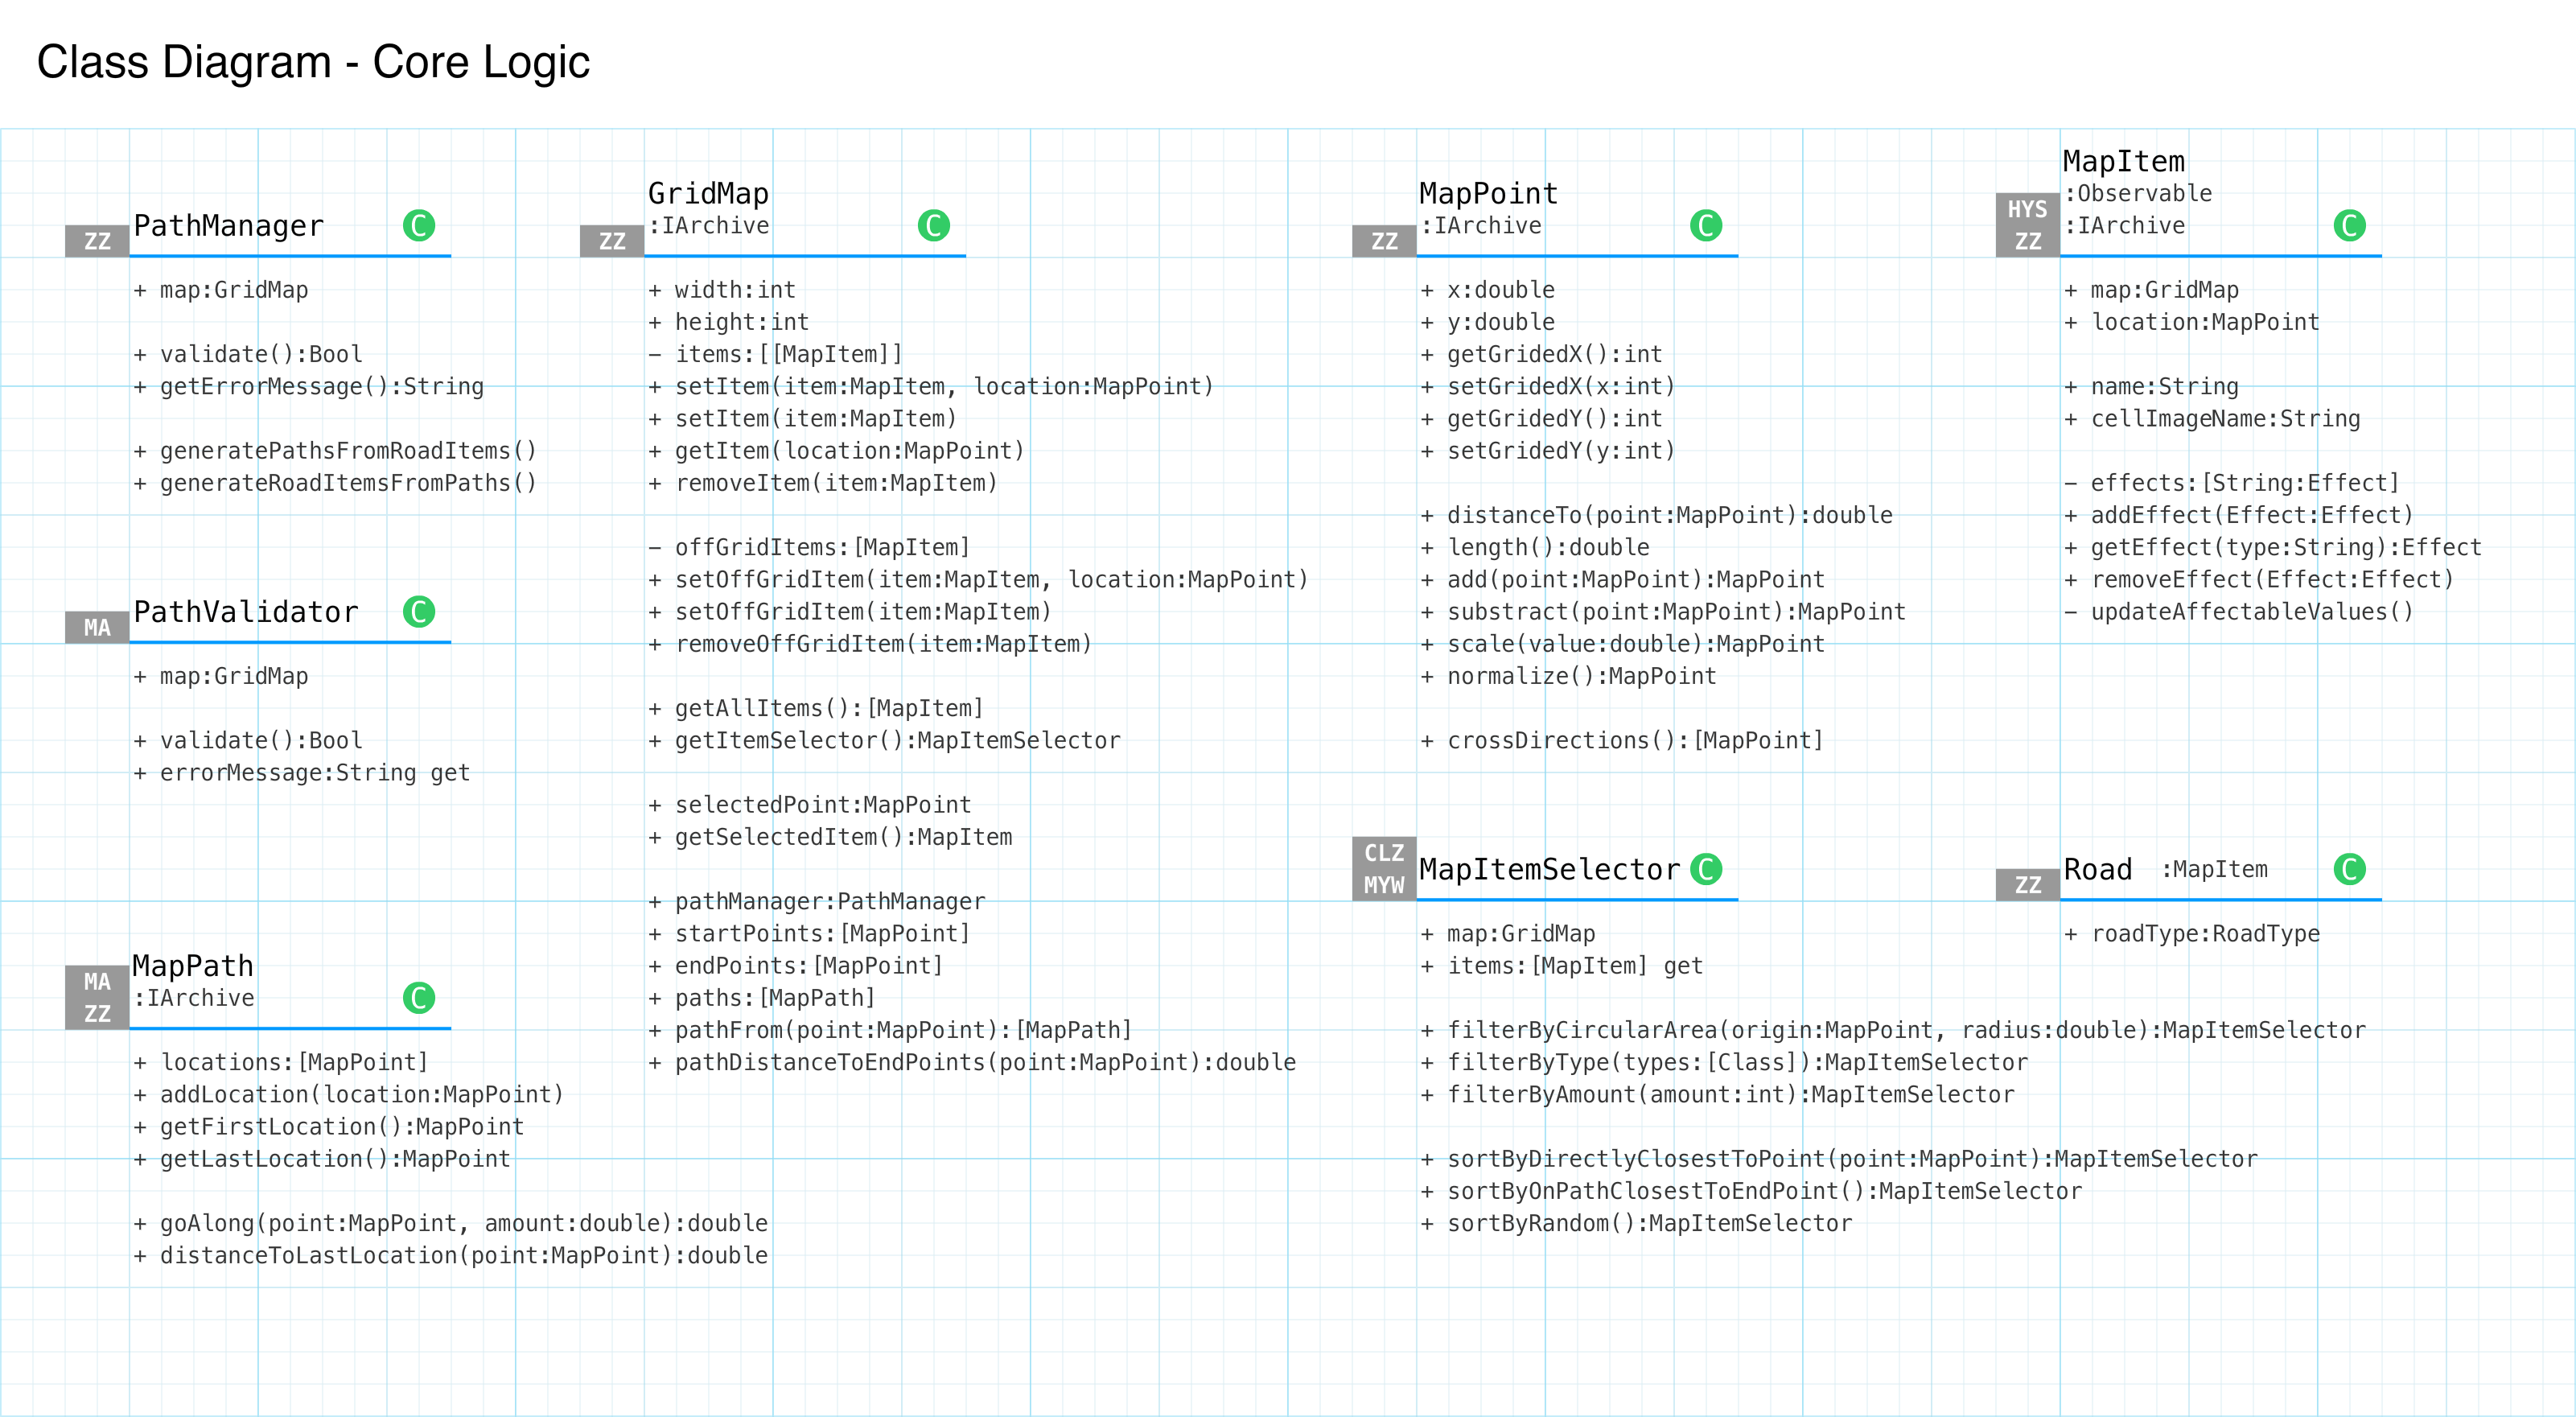 Class Diagram - Core Logic
ZZ
PathManager
C
+ map:GridMap
+ validate():Bool
+ getErrorMessage():String
+ generatePathsFromRoadItems()
+ generateRoadItemsFromPaths()
MA
PathValidator
C
+ map:GridMap
+ validate():Bool
+ errorMessage:String get
MA
ZZ
MapPath
:IArchive
C
+ locations:[MapPoint]
+ addLocation(location:MapPoint)
+ getFirstLocation():MapPoint
+ getLastLocation():MapPoint
+ goAlong(point:MapPoint, amount:double):double
+ distanceToLastLocation(point:MapPoint):double
ZZ
GridMap
:IArchive
C
+ width:int
+ height:int
− items:[[MapItem]]
+ setItem(item:MapItem, location:MapPoint)
+ setItem(item:MapItem)
+ getItem(location:MapPoint)
+ removeItem(item:MapItem)
− offGridItems:[MapItem]
+ setOffGridItem(item:MapItem, location:MapPoint)
+ setOffGridItem(item:MapItem)
+ removeOffGridItem(item:MapItem)
+ getAllItems():[MapItem]
+ getItemSelector():MapItemSelector
+ selectedPoint:MapPoint
+ getSelectedItem():MapItem
+ pathManager:PathManager
+ startPoints:[MapPoint]
+ endPoints:[MapPoint]
+ paths:[MapPath]
+ pathFrom(point:MapPoint):[MapPath]
+ pathDistanceToEndPoints(point:MapPoint):double
ZZ
MapPoint
:IArchive
C
+ x:double
+ y:double
+ getGridedX():int
+ setGridedX(x:int)
+ getGridedY():int
+ setGridedY(y:int)
+ distanceTo(point:MapPoint):double
+ length():double
+ add(point:MapPoint):MapPoint
+ substract(point:MapPoint):MapPoint
+ scale(value:double):MapPoint
+ normalize():MapPoint
+ crossDirections():[MapPoint]
CLZ
MYW
MapItemSelector
C
+ map:GridMap
+ items:[MapItem] get
+ filterByCircularArea(origin:MapPoint, radius:double):MapItemSelector
+ filterByType(types:[Class]):MapItemSelector
+ filterByAmount(amount:int):MapItemSelector
+ sortByDirectlyClosestToPoint(point:MapPoint):MapItemSelector
+ sortByOnPathClosestToEndPoint():MapItemSelector
+ sortByRandom():MapItemSelector
HYS
ZZ
MapItem
:Observable
:IArchive
C
+ map:GridMap
+ location:MapPoint
+ name:String
+ cellImageName:String
− effects:[String:Effect]
+ addEffect(Effect:Effect)
+ getEffect(type:String):Effect
+ removeEffect(Effect:Effect)
− updateAffectableValues()
ZZ
Road :MapItem
C
+ roadType:RoadType